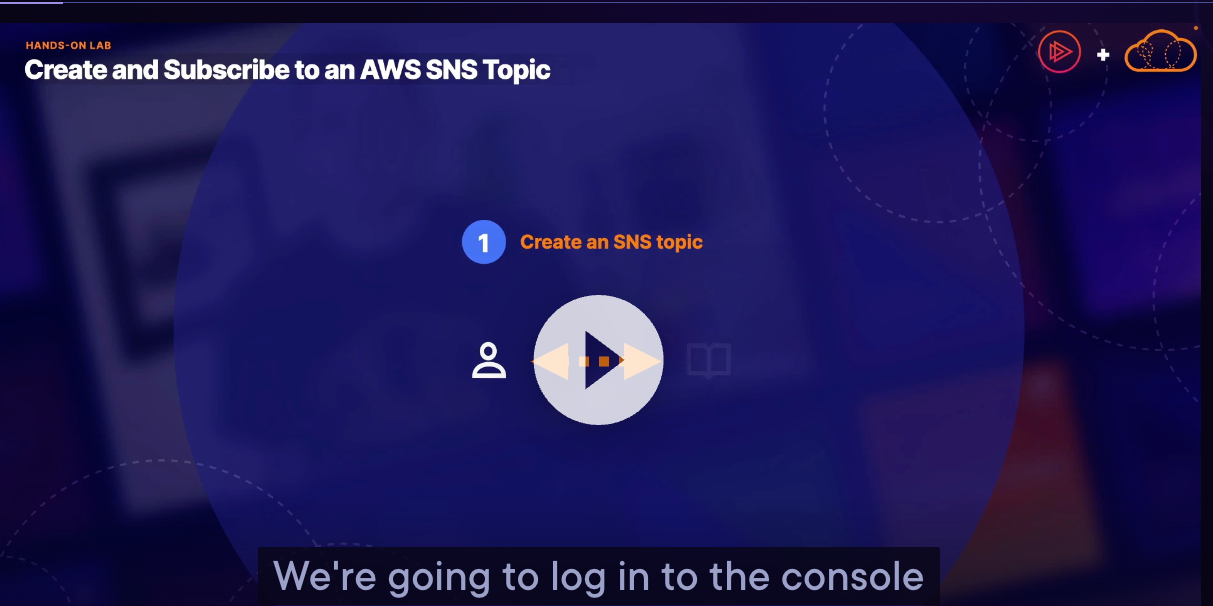 HANDS-ON LAB
Create and Subscribe to an AWS SNS Topic
1 Create an SNS topic
We're going to log in to the console